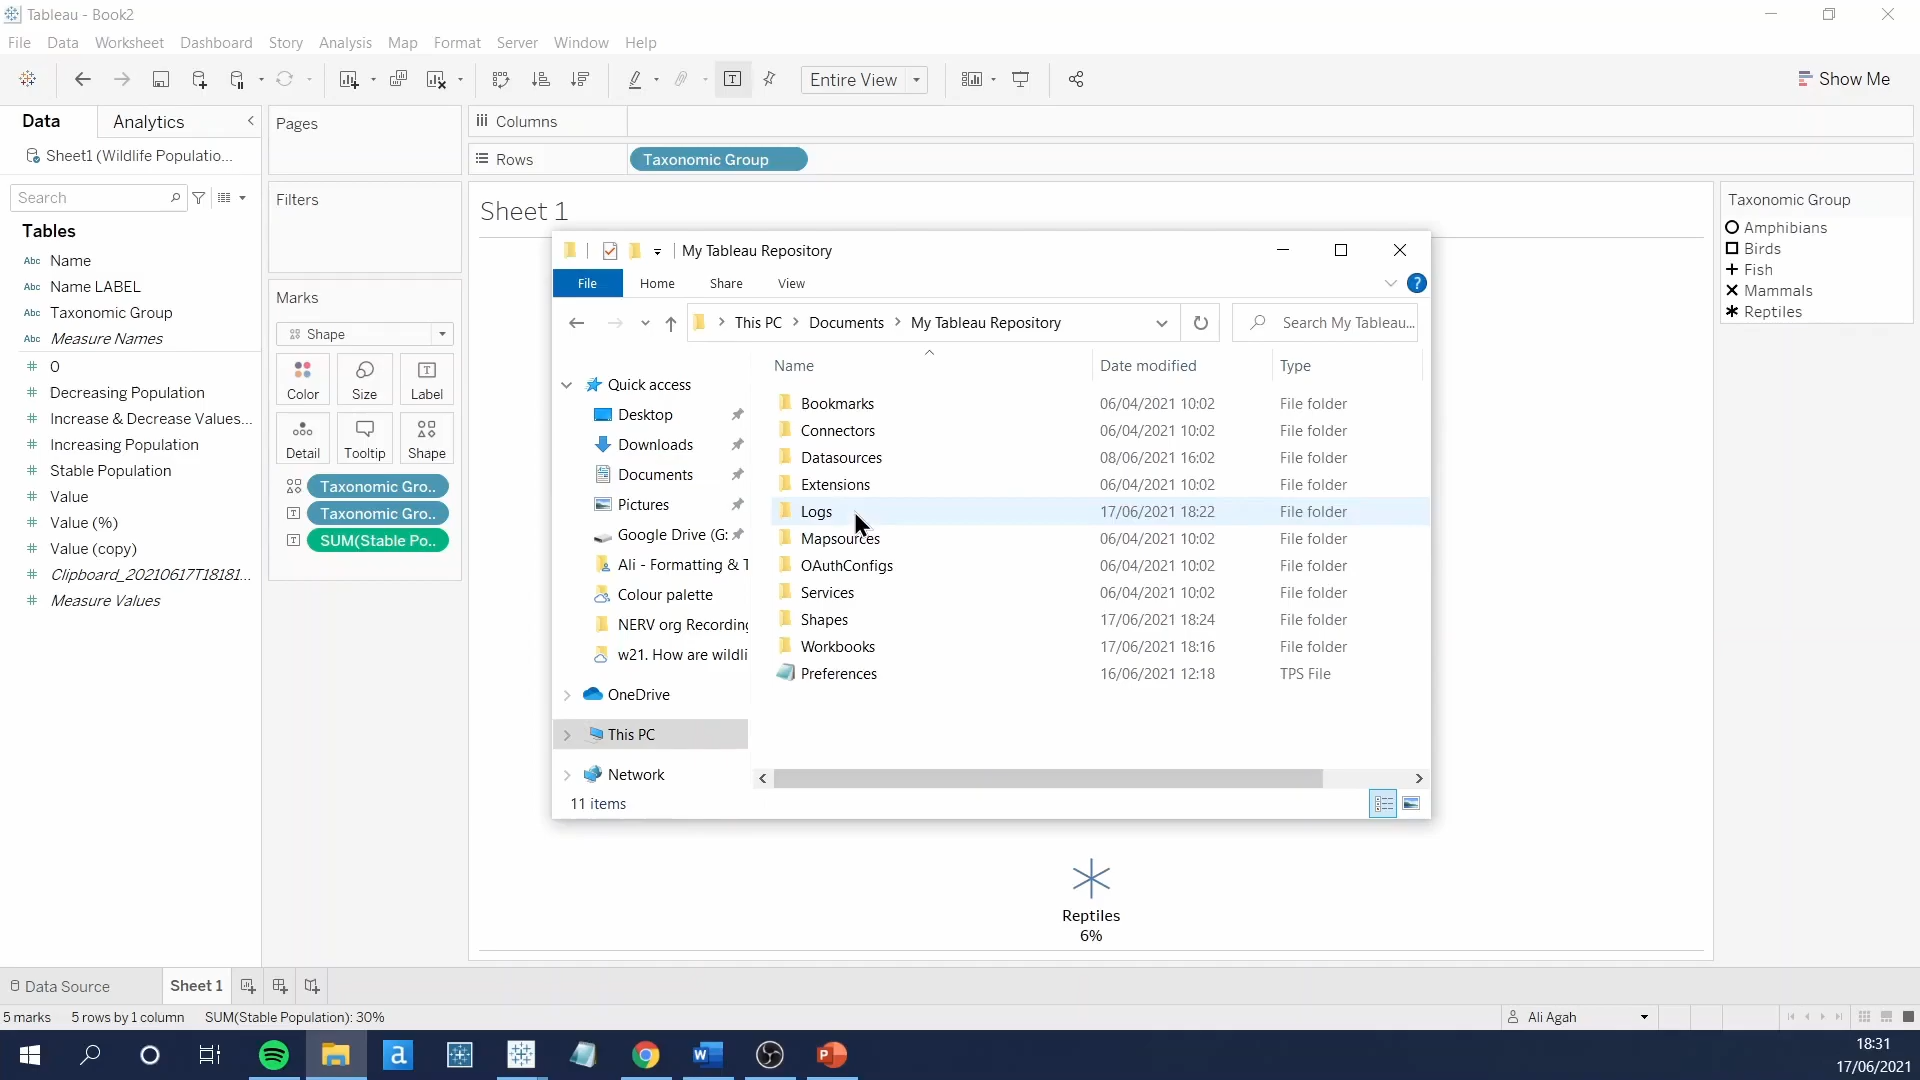 Tableau - Book2
File Data Worksheet Dashboard Story Analysis Map Format Server Window Help
Entire View
Show Me
Data
Analytics
Pages
Columns
Sheet1 (Wildlife Populatio...
Rows
Taxonomic Group
Search
Filters
Sheet 1
Taxonomic Group
Amphibians
Birds
Fish
Mammals
Reptiles
Tables
Abc Name
Abc Name LABEL
Abc Taxonomic Group
Abc Measure Names
# 0
# Decreasing Population
# Increase & Decrease Values...
# Increasing Population
# Stable Population
# Value
# Value (%)
# Value (copy)
# Clipboard_20210617T18181...
# Measure Values
Marks
Shape
Color
Size
T
Label
Detail
Tooltip
Shape
Taxonomic Gro..
T Taxonomic Gro..
T SUM(Stable Po..
My Tableau Repository
File Home Share View
?
This PC > Documents > My Tableau Repository
Search My Tableau...
Quick access
Desktop
Downloads
Documents
Pictures
Google Drive (G:
Ali - Formatting & T
Colour palette
NERV org Recording
w21. How are wildli
OneDrive
This PC
Network
Name Date modified Type
Bookmarks 06/04/2021 10:02 File folder
Connectors 06/04/2021 10:02 File folder
Datasources 08/06/2021 16:02 File folder
Extensions 06/04/2021 10:02 File folder
Logs 17/06/2021 18:22 File folder
Mapsources 06/04/2021 10:02 File folder
OAuthConfigs 06/04/2021 10:02 File folder
Services 06/04/2021 10:02 File folder
Shapes 17/06/2021 18:24 File folder
Workbooks 17/06/2021 18:16 File folder
Preferences 16/06/2021 12:18 TPS File
11 items
Reptiles
6%
Data Source
Sheet 1
5 marks 5 rows by 1 column SUM(Stable Population): 30%
Ali Agah
18:31
17/06/2021